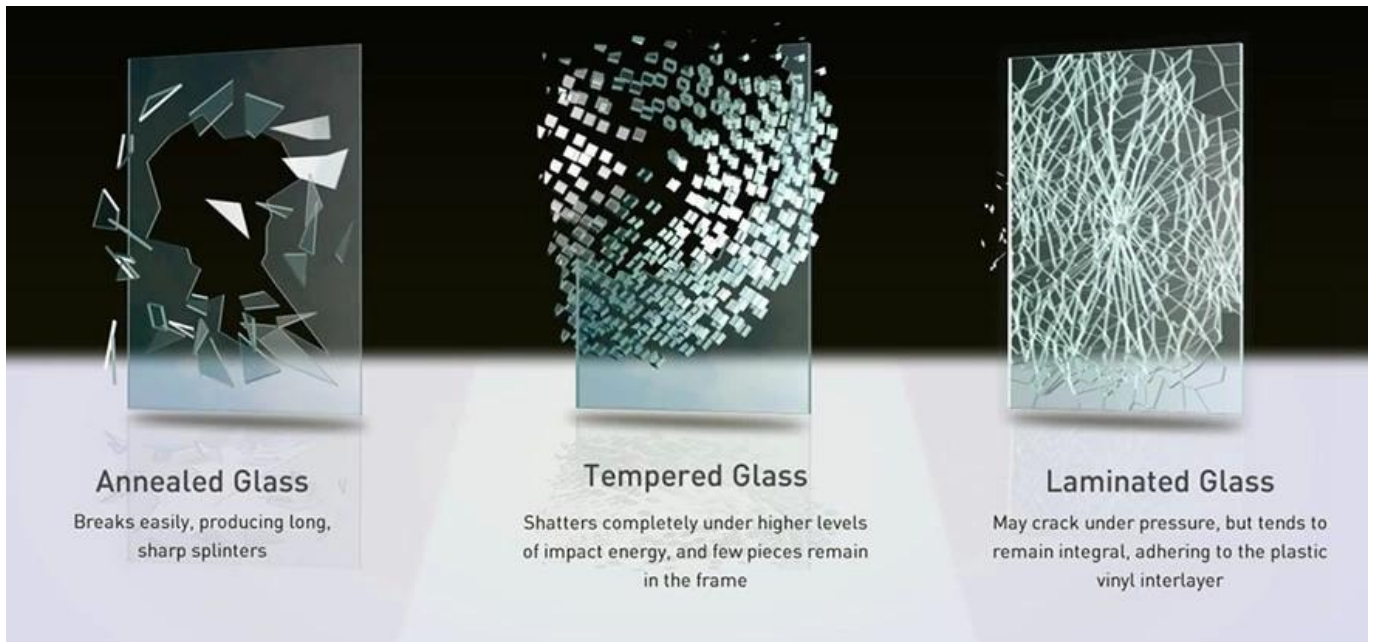 Annealed Glass
Breaks easily, producing long,
sharp splinters
Tempered Glass
Shatters completely under higher levels
of impact energy, and few pieces remain
in the frame
Laminated Glass
May crack under pressure, but tends to
remain integral, adhering to the plastic
vinyl interlayer